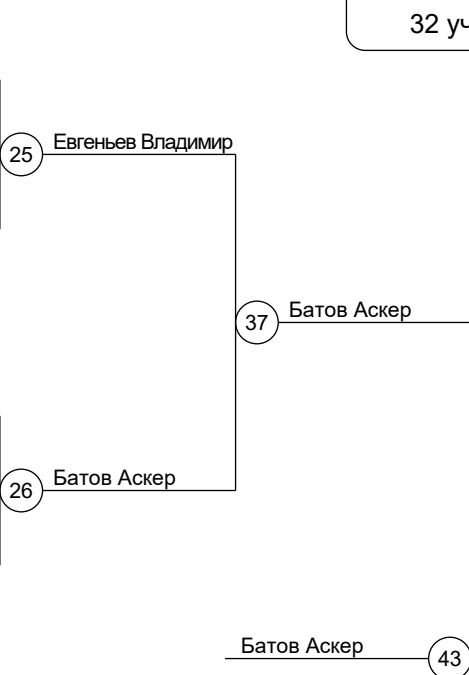 32 уч
25 Евгеньев Владимир
37 Батов Аскер
26 Батов Аскер
Батов Аскер 43